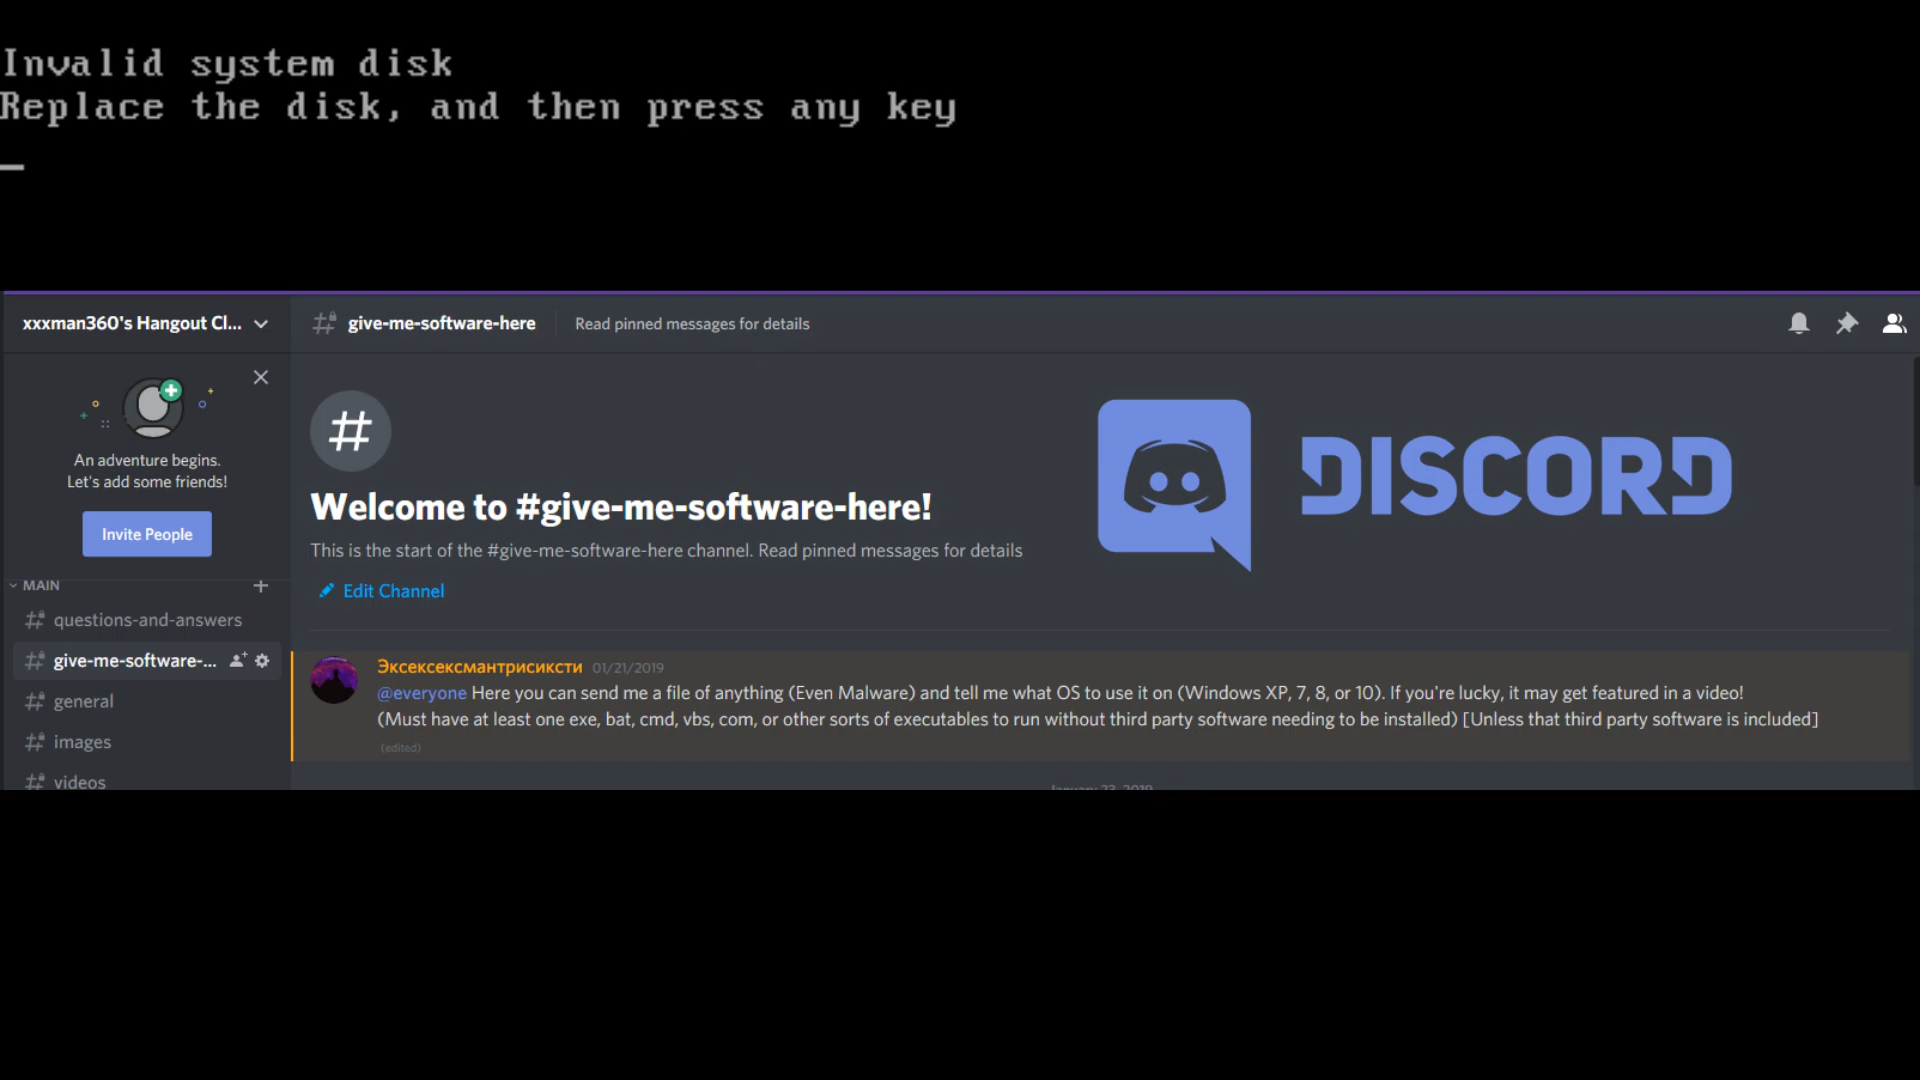 Invalid system disk
Replace the disk, and then press any key
xxxman360's Hangout Cl...
give-me-software-here
Read pinned messages for details
An adventure begins.
Let's add some friends!
Invite People
MAIN
questions-and-answers
give-me-software-...
general
images
videos
Welcome to #give-me-software-here!
This is the start of the #give-me-software-here channel. Read pinned messages for details
Edit Channel
DISCORD
Эксексексмантрисиксти 01/21/2019
@everyone Here you can send me a file of anything (Even Malware) and tell me what OS to use it on (Windows XP, 7, 8, or 10). If you're lucky, it may get featured in a video!
(Must have at least one exe, bat, cmd, vbs, com, or other sorts of executables to run without third party software needing to be installed) [Unless that third party software is included]
(edited)
January 23, 2019